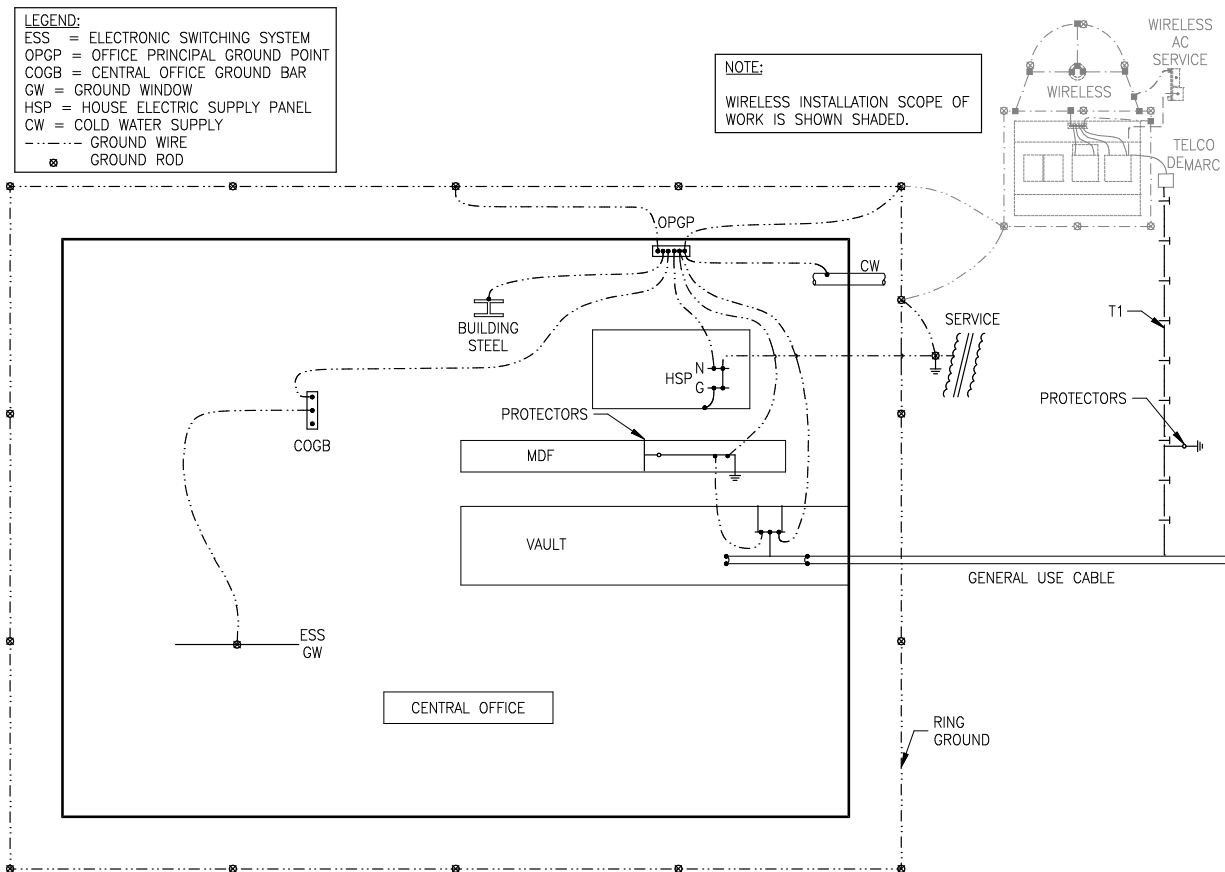 LEGEND:
ESS = ELECTRONIC SWITCHING SYSTEM
OPGP = OFFICE PRINCIPAL GROUND POINT
COGB = CENTRAL OFFICE GROUND BAR
GW = GROUND WINDOW
HSP = HOUSE ELECTRIC SUPPLY PANEL
CW = COLD WATER SUPPLY
GROUND WIRE
GROUND ROD
NOTE:
WIRELESS INSTALLATION SCOPE OF
WORK IS SHOWN SHADED.
WIRELESS
AC
SERVICE
WIRELESS
TELCO
DEMARC
OPGP
CW
BUILDING
STEEL
SERVICE
T1
N
HSP
G
PROTECTORS
PROTECTORS
COGB
MDF
VAULT
GENERAL USE CABLE
ESS
GW
CENTRAL OFFICE
RING
GROUND